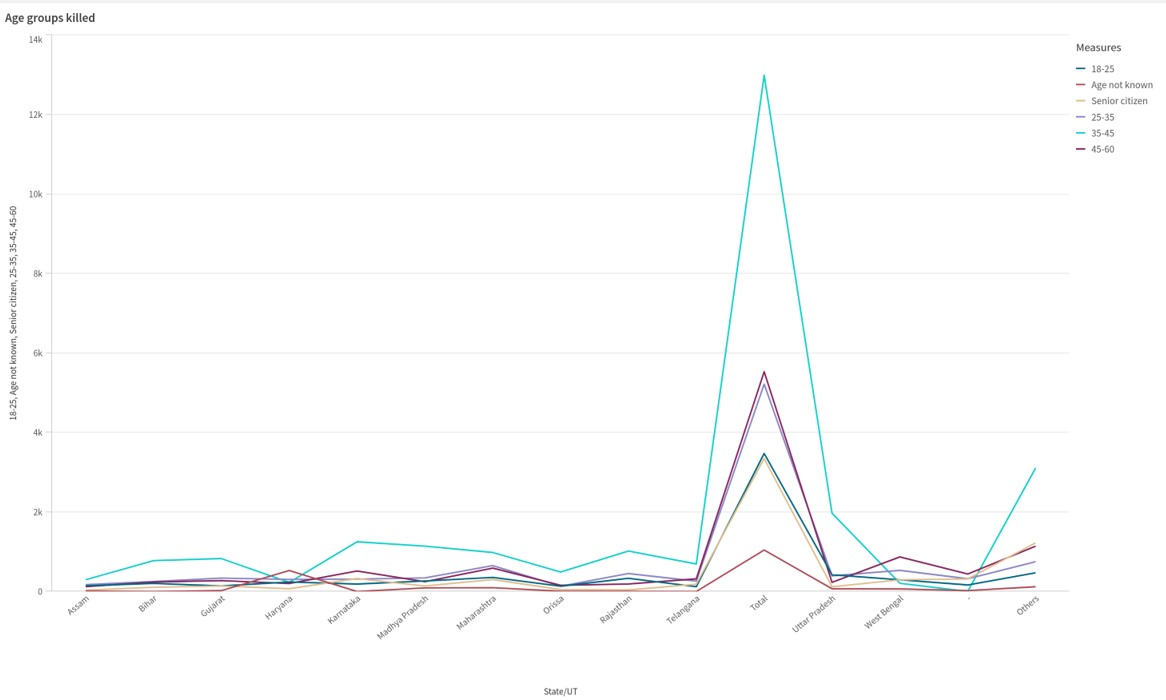 Age groups killed
14k
12k
10k
8k
6k
4k
2k
0
18-25, Age not known, Senior citizen, 25-35, 35-45, 45-60
Assam
Bihar
Gujarat
Haryana
Karnataka
Madhya Pradesh
Maharashtra
Orissa
Rajasthan
Telangana
Total
Uttar Pradesh
West Bengal
-
Others
State/UT
Measures
18-25
Age not known
Senior citizen
25-35
35-45
45-60